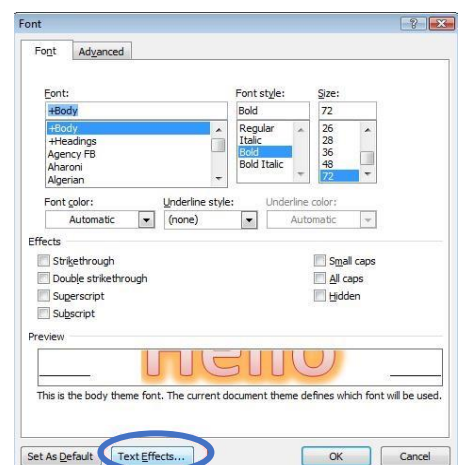 Font
Font Advanced
Font: Font style: Size:
+Body Bold 72
+Body Regular 26
+Headings Italic 28
Agency FB Bold 36
Aharoni Bold Italic 48
Algerian 72
Font color: Underline style: Underline color:
Automatic (none) Automatic
Effects
Strikethrough Small caps
Double strikethrough All caps
Superscript Hidden
Subscript
Preview
Hello
This is the body theme font. The current document theme defines which font will be used.
Set As Default Text Effects... OK Cancel